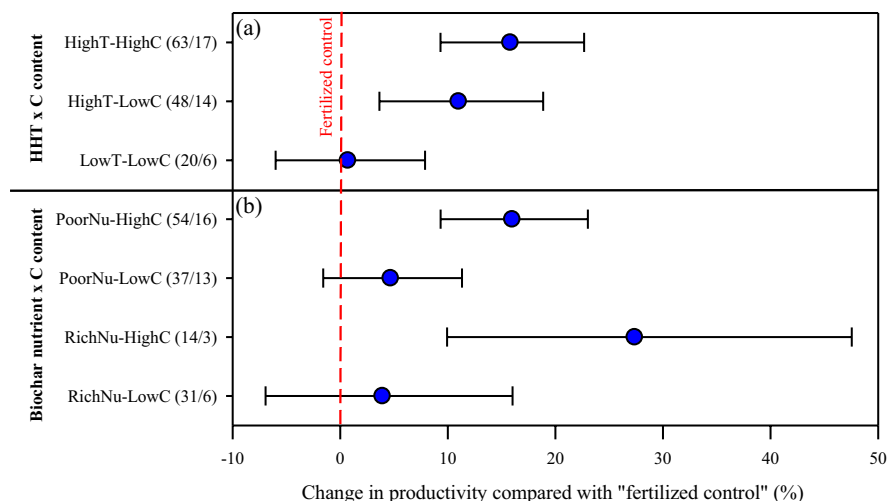 (a)
HHT x C content
HighT-HighC (63/17)
HighT-LowC (48/14)
LowT-LowC (20/6)
Fertilized control
(b)
Biochar nutrient x C content
PoorNu-HighC (54/16)
PoorNu-LowC (37/13)
RichNu-HighC (14/3)
RichNu-LowC (31/6)
-10 0 10 20 30 40 50
Change in productivity compared with "fertilized control" (%)